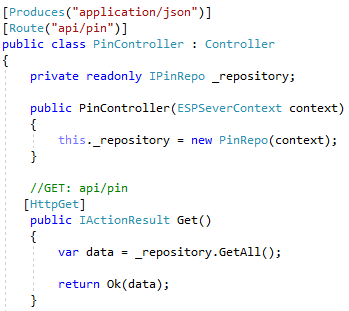 [Produces("application/json")]
[Route("api/pin")]
public class PinController : Controller
{
    private readonly IPinRepo _repository;

    public PinController(ESPSeverContext context)
    {
        this._repository = new PinRepo(context);
    }

    //GET: api/pin
   [HttpGet]
    public IActionResult Get()
    {
        var data = _repository.GetAll();

        return Ok(data);
    }